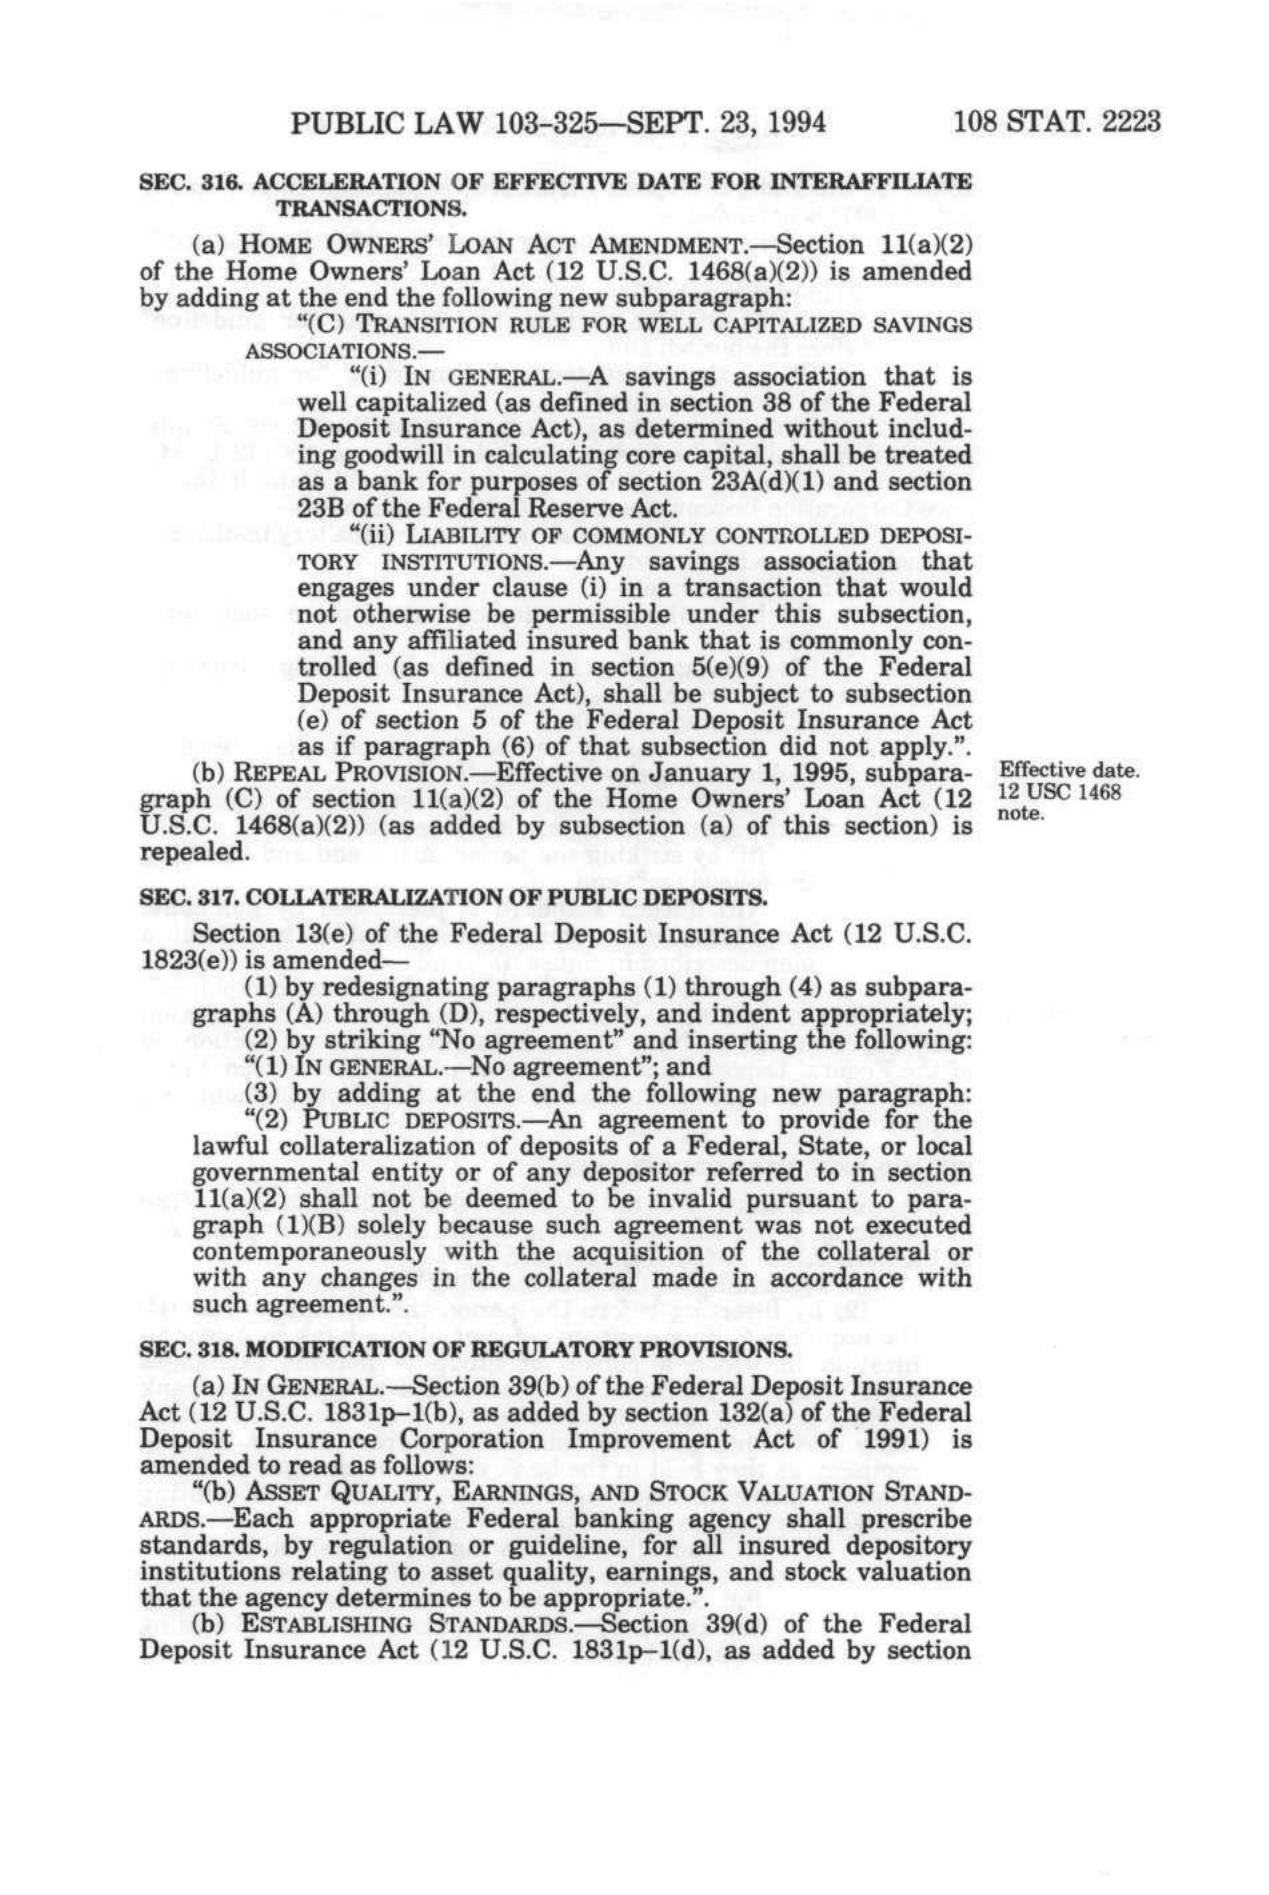 PUBLIC LAW 103–325—SEPT. 23, 1994 108 STAT. 2223
SEC. 316. ACCELERATION OF EFFECTIVE DATE FOR INTERAFFILIATE
TRANSACTIONS.
(a) HOME OWNERS' LOAN ACT AMENDMENT.—Section 11(a)(2)
of the Home Owners' Loan Act (12 U.S.C. 1468(a)(2)) is amended
by adding at the end the following new subparagraph:
"(C) TRANSITION RULE FOR WELL CAPITALIZED SAVINGS
ASSOCIATIONS.—
"(i) IN GENERAL.—A savings association that is
well capitalized (as defined in section 38 of the Federal
Deposit Insurance Act), as determined without includ-
ing goodwill in calculating core capital, shall be treated
as a bank for purposes of section 23A(d)(1) and section
23B of the Federal Reserve Act.
"(ii) LIABILITY OF COMMONLY CONTROLLED DEPOSI-
TORY INSTITUTIONS.—Any savings association that
engages under clause (i) in a transaction that would
not otherwise be permissible under this subsection,
and any affiliated insured bank that is commonly con-
trolled (as defined in section 5(e)(9) of the Federal
Deposit Insurance Act), shall be subject to subsection
(e) of section 5 of the Federal Deposit Insurance Act
as if paragraph (6) of that subsection did not apply.".
(b) REPEAL PROVISION.—Effective on January 1, 1995, subpara-
graph (C) of section 11(a)(2) of the Home Owners' Loan Act (12
U.S.C. 1468(a)(2)) (as added by subsection (a) of this section) is
repealed.
Effective date.
12 USC 1468
note.
SEC. 317. COLLATERALIZATION OF PUBLIC DEPOSITS.
Section 13(e) of the Federal Deposit Insurance Act (12 U.S.C.
1823(e)) is amended—
(1) by redesignating paragraphs (1) through (4) as subpara-
graphs (A) through (D), respectively, and indent appropriately;
(2) by striking "No agreement" and inserting the following:
"(1) IN GENERAL.—No agreement"; and
(3) by adding at the end the following new paragraph:
"(2) PUBLIC DEPOSITS.—An agreement to provide for the
lawful collateralization of deposits of a Federal, State, or local
governmental entity or of any depositor referred to in section
11(a)(2) shall not be deemed to be invalid pursuant to para-
graph (1)(B) solely because such agreement was not executed
contemporaneously with the acquisition of the collateral or
with any changes in the collateral made in accordance with
such agreement.".
SEC. 318. MODIFICATION OF REGULATORY PROVISIONS.
(a) IN GENERAL.—Section 39(b) of the Federal Deposit Insurance
Act (12 U.S.C. 1831p–1(b), as added by section 132(a) of the Federal
Deposit Insurance Corporation Improvement Act of 1991) is
amended to read as follows:
"(b) ASSET QUALITY, EARNINGS, AND STOCK VALUATION STAND-
ARDS.—Each appropriate Federal banking agency shall prescribe
standards, by regulation or guideline, for all insured depository
institutions relating to asset quality, earnings, and stock valuation
that the agency determines to be appropriate.".
(b) ESTABLISHING STANDARDS.—Section 39(d) of the Federal
Deposit Insurance Act (12 U.S.C. 1831p–1(d), as added by section